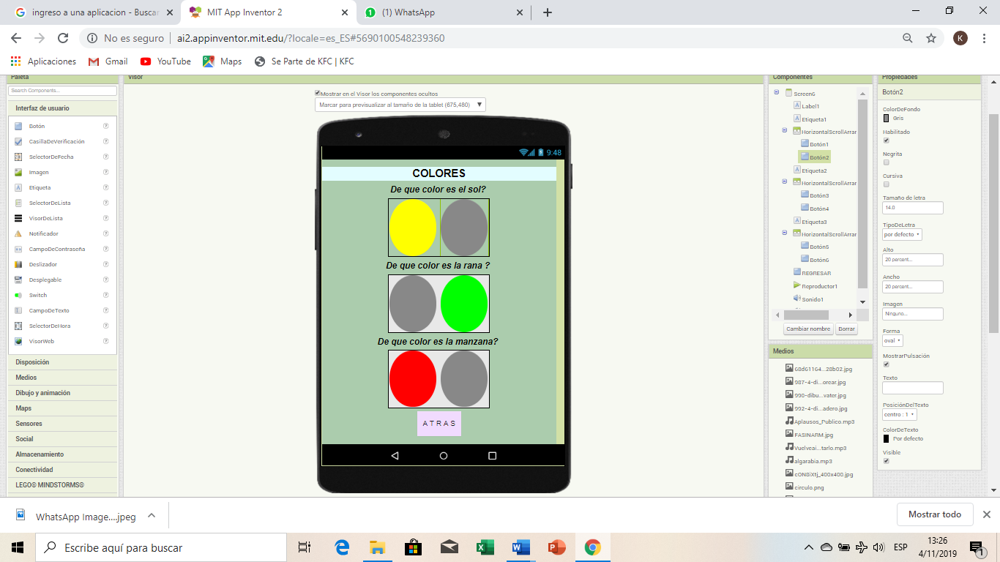 ingreso a una aplicacion - Buscar
MIT App Inventor 2
(1) WhatsApp
No es seguro
ai2.appinventor.mit.edu/?locale=es_ES#5690100548239360
K
Aplicaciones
Gmail
YouTube
Maps
Se Parte de KFC | KFC
Paleta
Search Components...
Interfaz de usuario
Botón
CasillaDeVerificación
SelectorDeFecha
Imagen
Etiqueta
SelectorDeLista
VisorDeLista
Notificador
CampoDeContraseña
Deslizador
Desplegable
Switch
CampoDeTexto
SelectorDeHora
VisorWeb
Disposición
Medios
Dibujo y animación
Maps
Sensores
Social
Almacenamiento
Conectividad
LEGO® MINDSTORMS®
Visor
Mostrar en el Visor los componentes ocultos
Marcar para previsualizar al tamaño de la tablet (675,480)
9:48
COLORES
De que color es el sol?
De que color es la rana ?
De que color es la manzana?
A T R A S
Componentes
Screen6
Label1
Etiqueta1
HorizontalScrollArran
Botón1
Botón2
Etiqueta2
HorizontalScrollArran
Botón3
Botón4
Etiqueta3
HorizontalScrollArran
Botón5
Botón6
REGRESAR
Reproductor1
Sonido1
Cambiar nombre
Borrar
Medios
68d61164...28b02.jpg
987-4-di...orear.jpg
990-dibu...vater.jpg
992-4-di...adero.jpg
Aplausos_Publico.mp3
FASINARM.jpg
Vuelveai...tarlo.mp3
algarabia.mp3
cON8iXtj_400x400.jpg
circulo.png
Propiedades
Botón2
ColorDeFondo
Gris
Habilitado
Negrita
Cursiva
Tamaño de letra
14.0
TipoDeLetra
por defecto
Alto
20 percent...
Ancho
20 percent...
Imagen
Ninguno...
Forma
oval
MostrarPulsación
Texto
PosiciónDelTexto
centro : 1
ColorDeTexto
Por defecto
Visible
WhatsApp Image....jpeg
Mostrar todo
Escribe aquí para buscar
ESP
13:26
4/11/2019
1